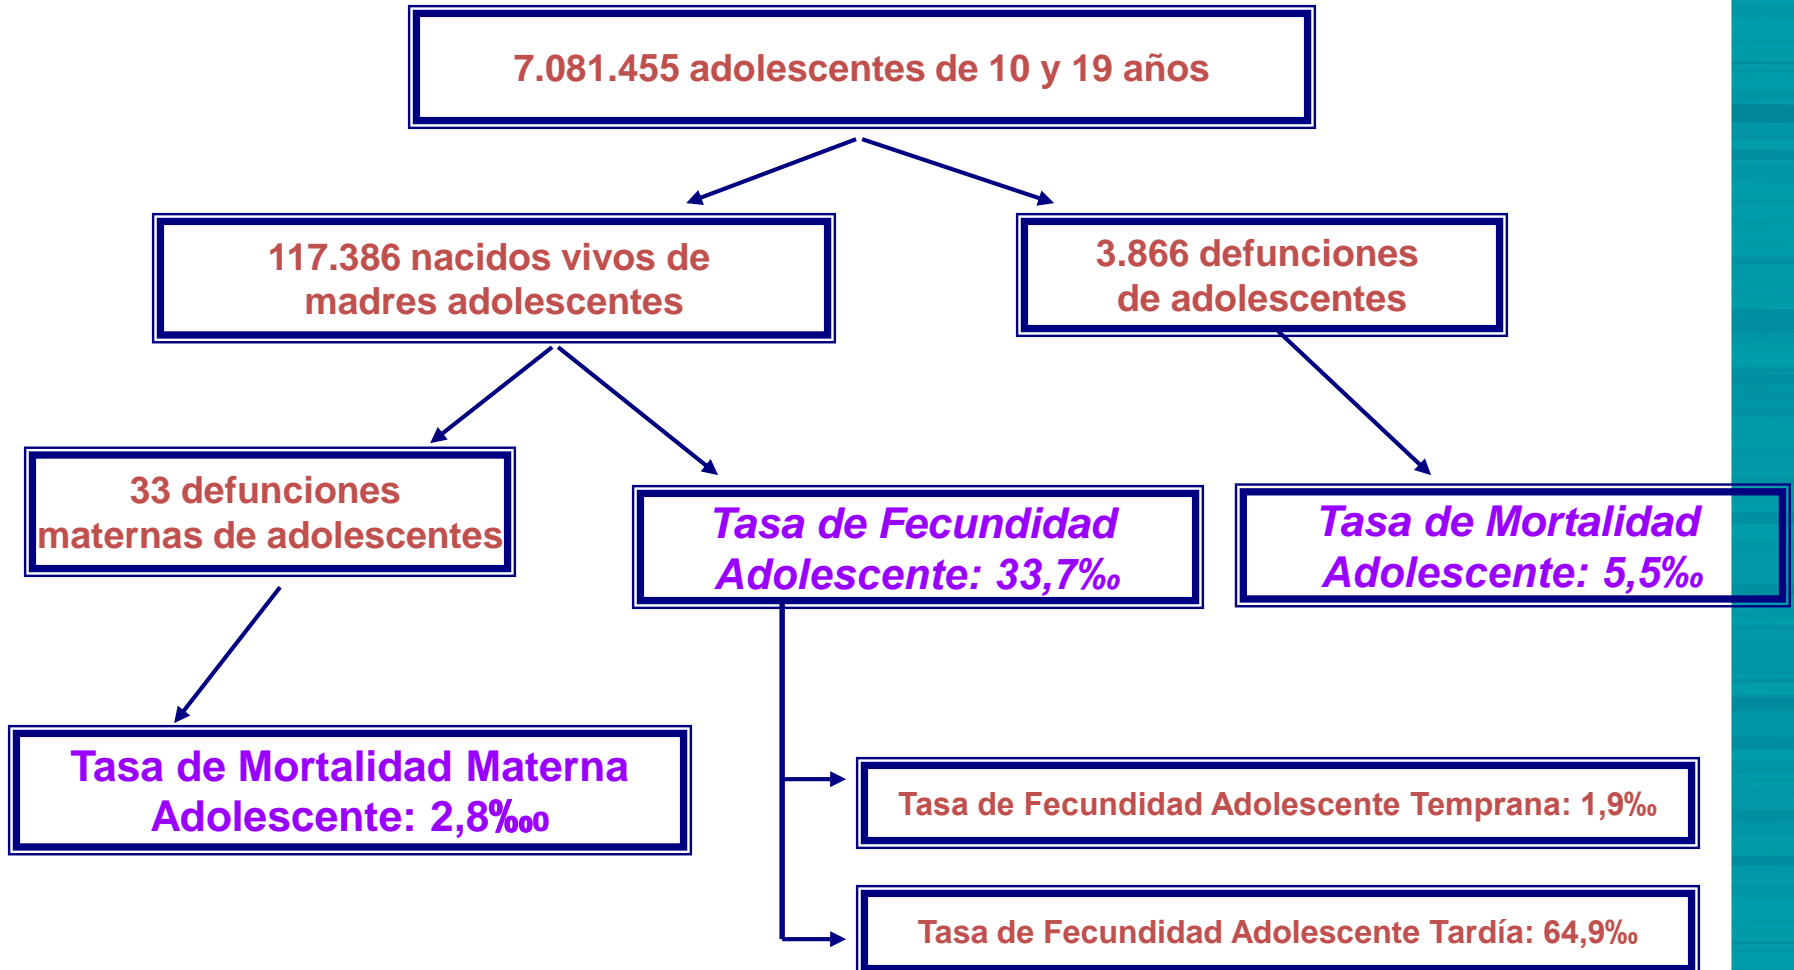 7.081.455 adolescentes de 10 y 19 años
117.386 nacidos vivos de
madres adolescentes
3.866 defunciones
de adolescentes
33 defunciones
maternas de adolescentes
Tasa de Fecundidad
Adolescente: 33,7‰
Tasa de Mortalidad
Adolescente: 5,5‰
Tasa de Mortalidad Materna
Adolescente: 2,8‱
Tasa de Fecundidad Adolescente Temprana: 1,9‰
Tasa de Fecundidad Adolescente Tardía: 64,9‰